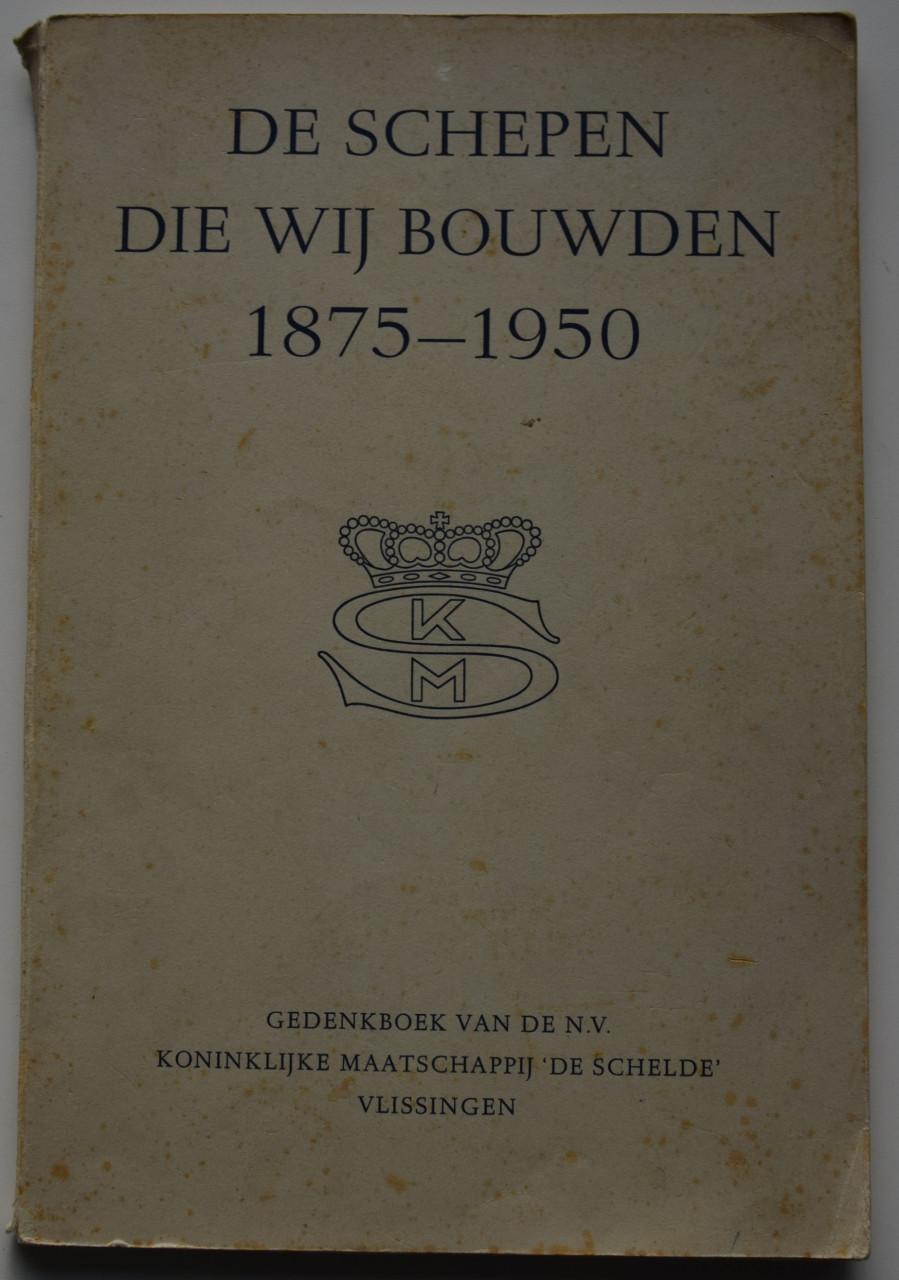 DE SCHEPEN
DIE WIJ BOUWDEN
1875–1950
K
S
M
GEDENKBOEK VAN DE N.V.
KONINKLIJKE MAATSCHAPPIJ ‘DE SCHELDE’
VLISSINGEN